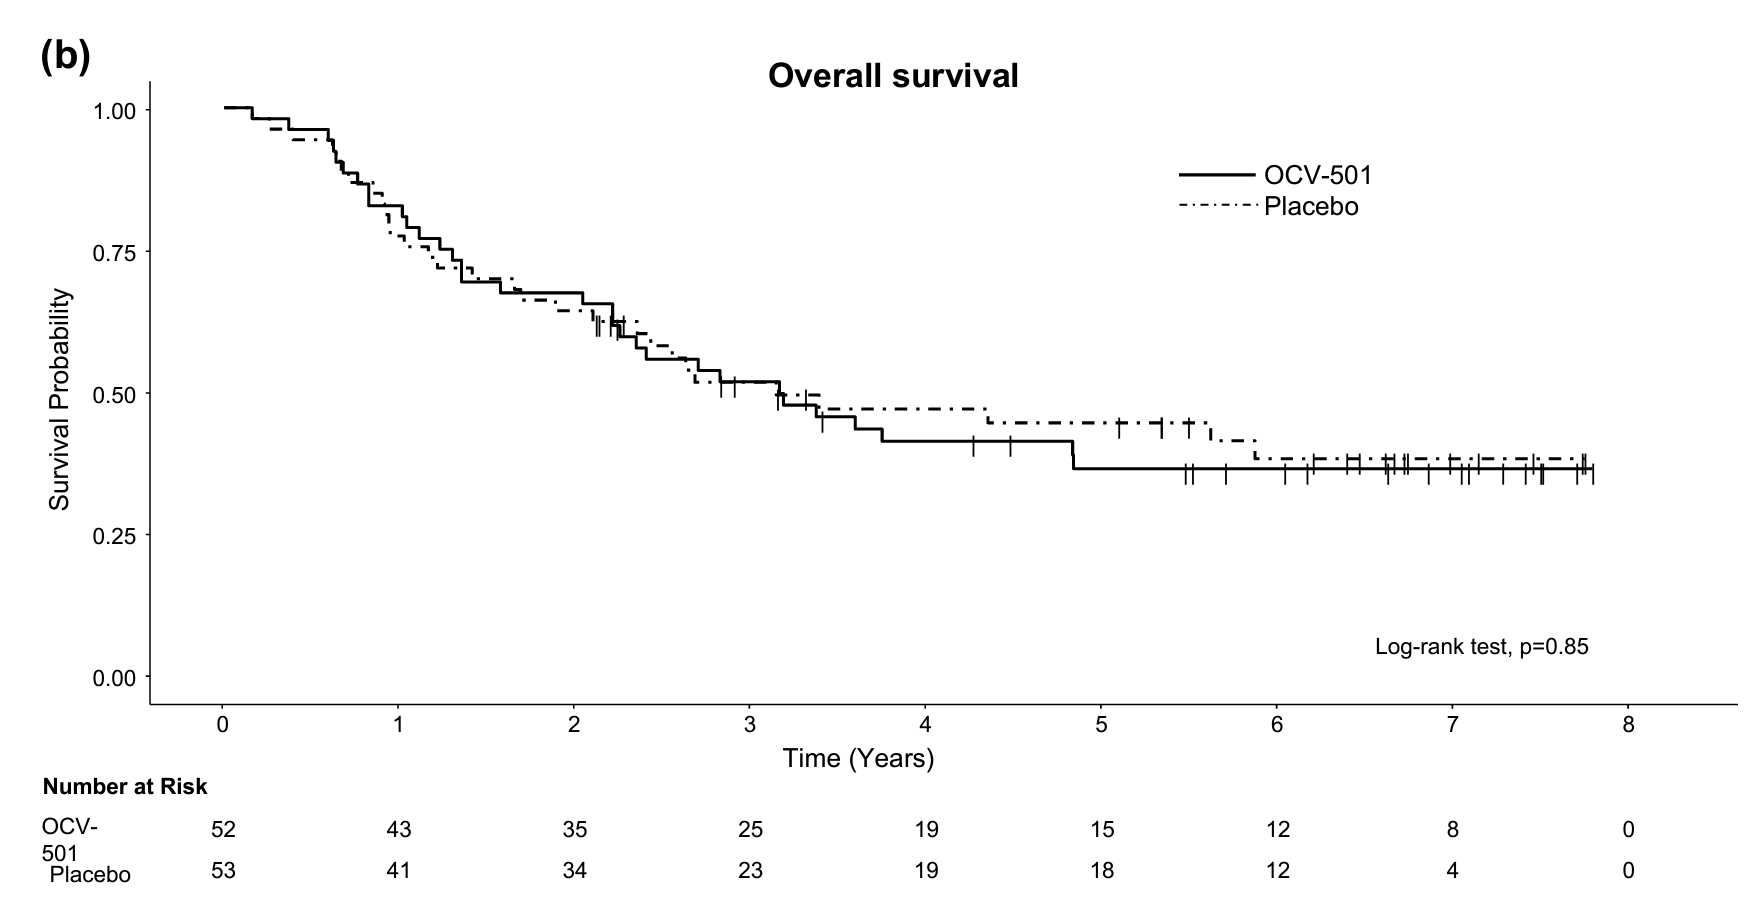 (b)
Overall survival
1.00
0.75
0.50
0.25
0.00
Survival Probability
OCV-501
Placebo
Log-rank test, p=0.85
0 1 2 3 4 5 6 7 8
Time (Years)
Number at Risk
OCV-
501
52 43 35 25 19 15 12 8 0
Placebo 53 41 34 23 19 18 12 4 0